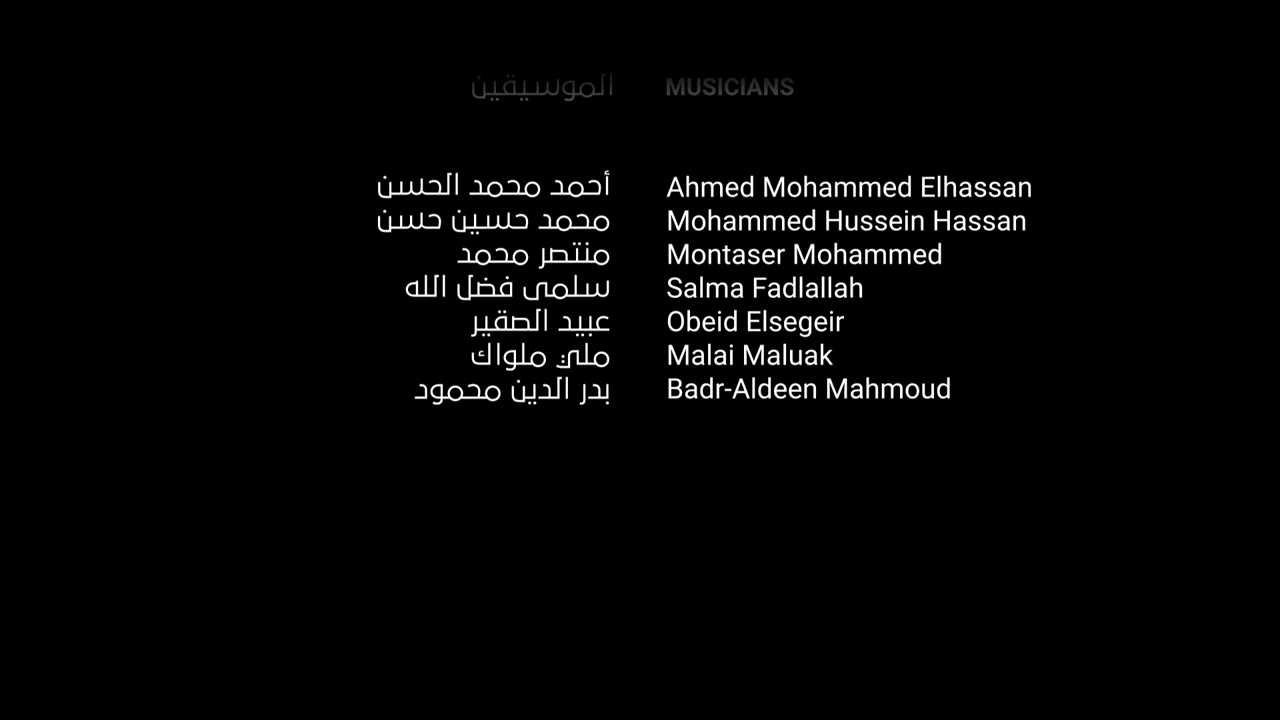 الموسيقين MUSICIANS
أحمد محمد الحسن Ahmed Mohammed Elhassan
محمد حسين حسن Mohammed Hussein Hassan
منتصر محمد Montaser Mohammed
سلمى فضل الله Salma Fadlallah
عبيد الصقير Obeid Elsegeir
ملي ملواك Malai Maluak
بدر الدين محمود Badr-Aldeen Mahmoud